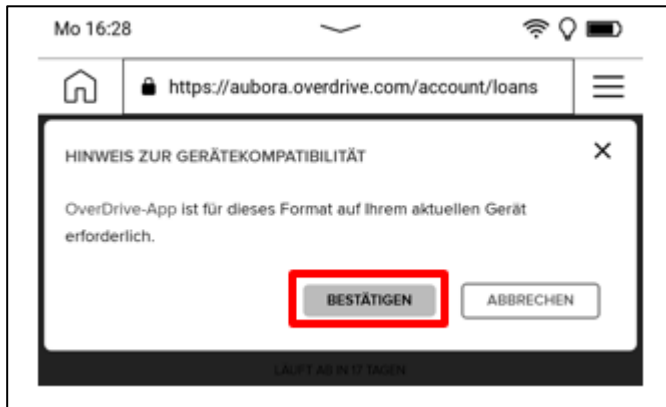 Mo 16:28
https://aubora.overdrive.com/account/loans
HINWEIS ZUR GERÄTEKOMPATIBILITÄT
OverDrive-App ist für dieses Format auf Ihrem aktuellen Gerät
erforderlich.
BESTÄTIGEN ABBRECHEN
LÄUFT AB IN 17 TAGEN